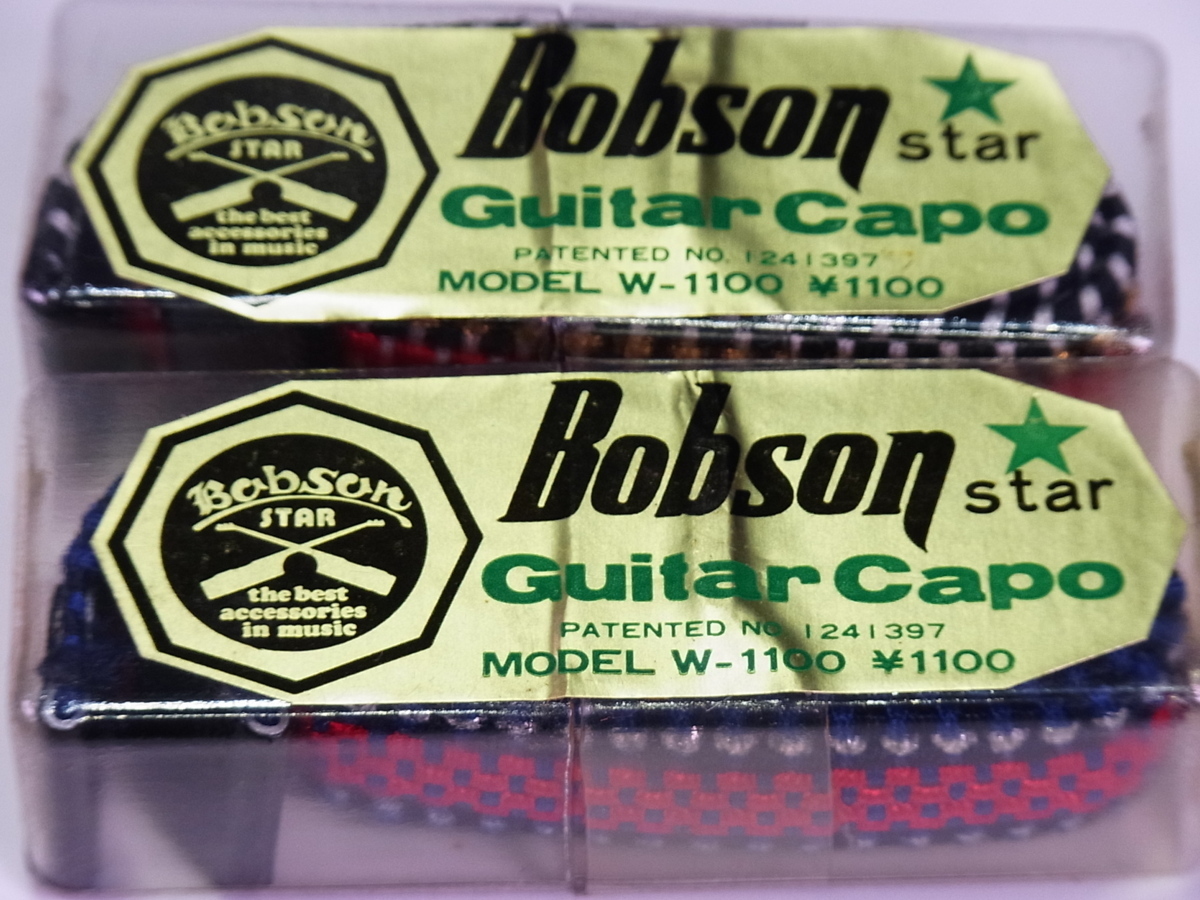 Bobson
STAR
the best
accessories
in music
Bobson
star
Guitar Capo
PATENTED NO. 1241397
MODEL W-1100 ¥1100
Bobson
STAR
the best
accessories
in music
Bobson
star
Guitar Capo
PATENTED NO. 1241397
MODEL W-1100 ¥1100